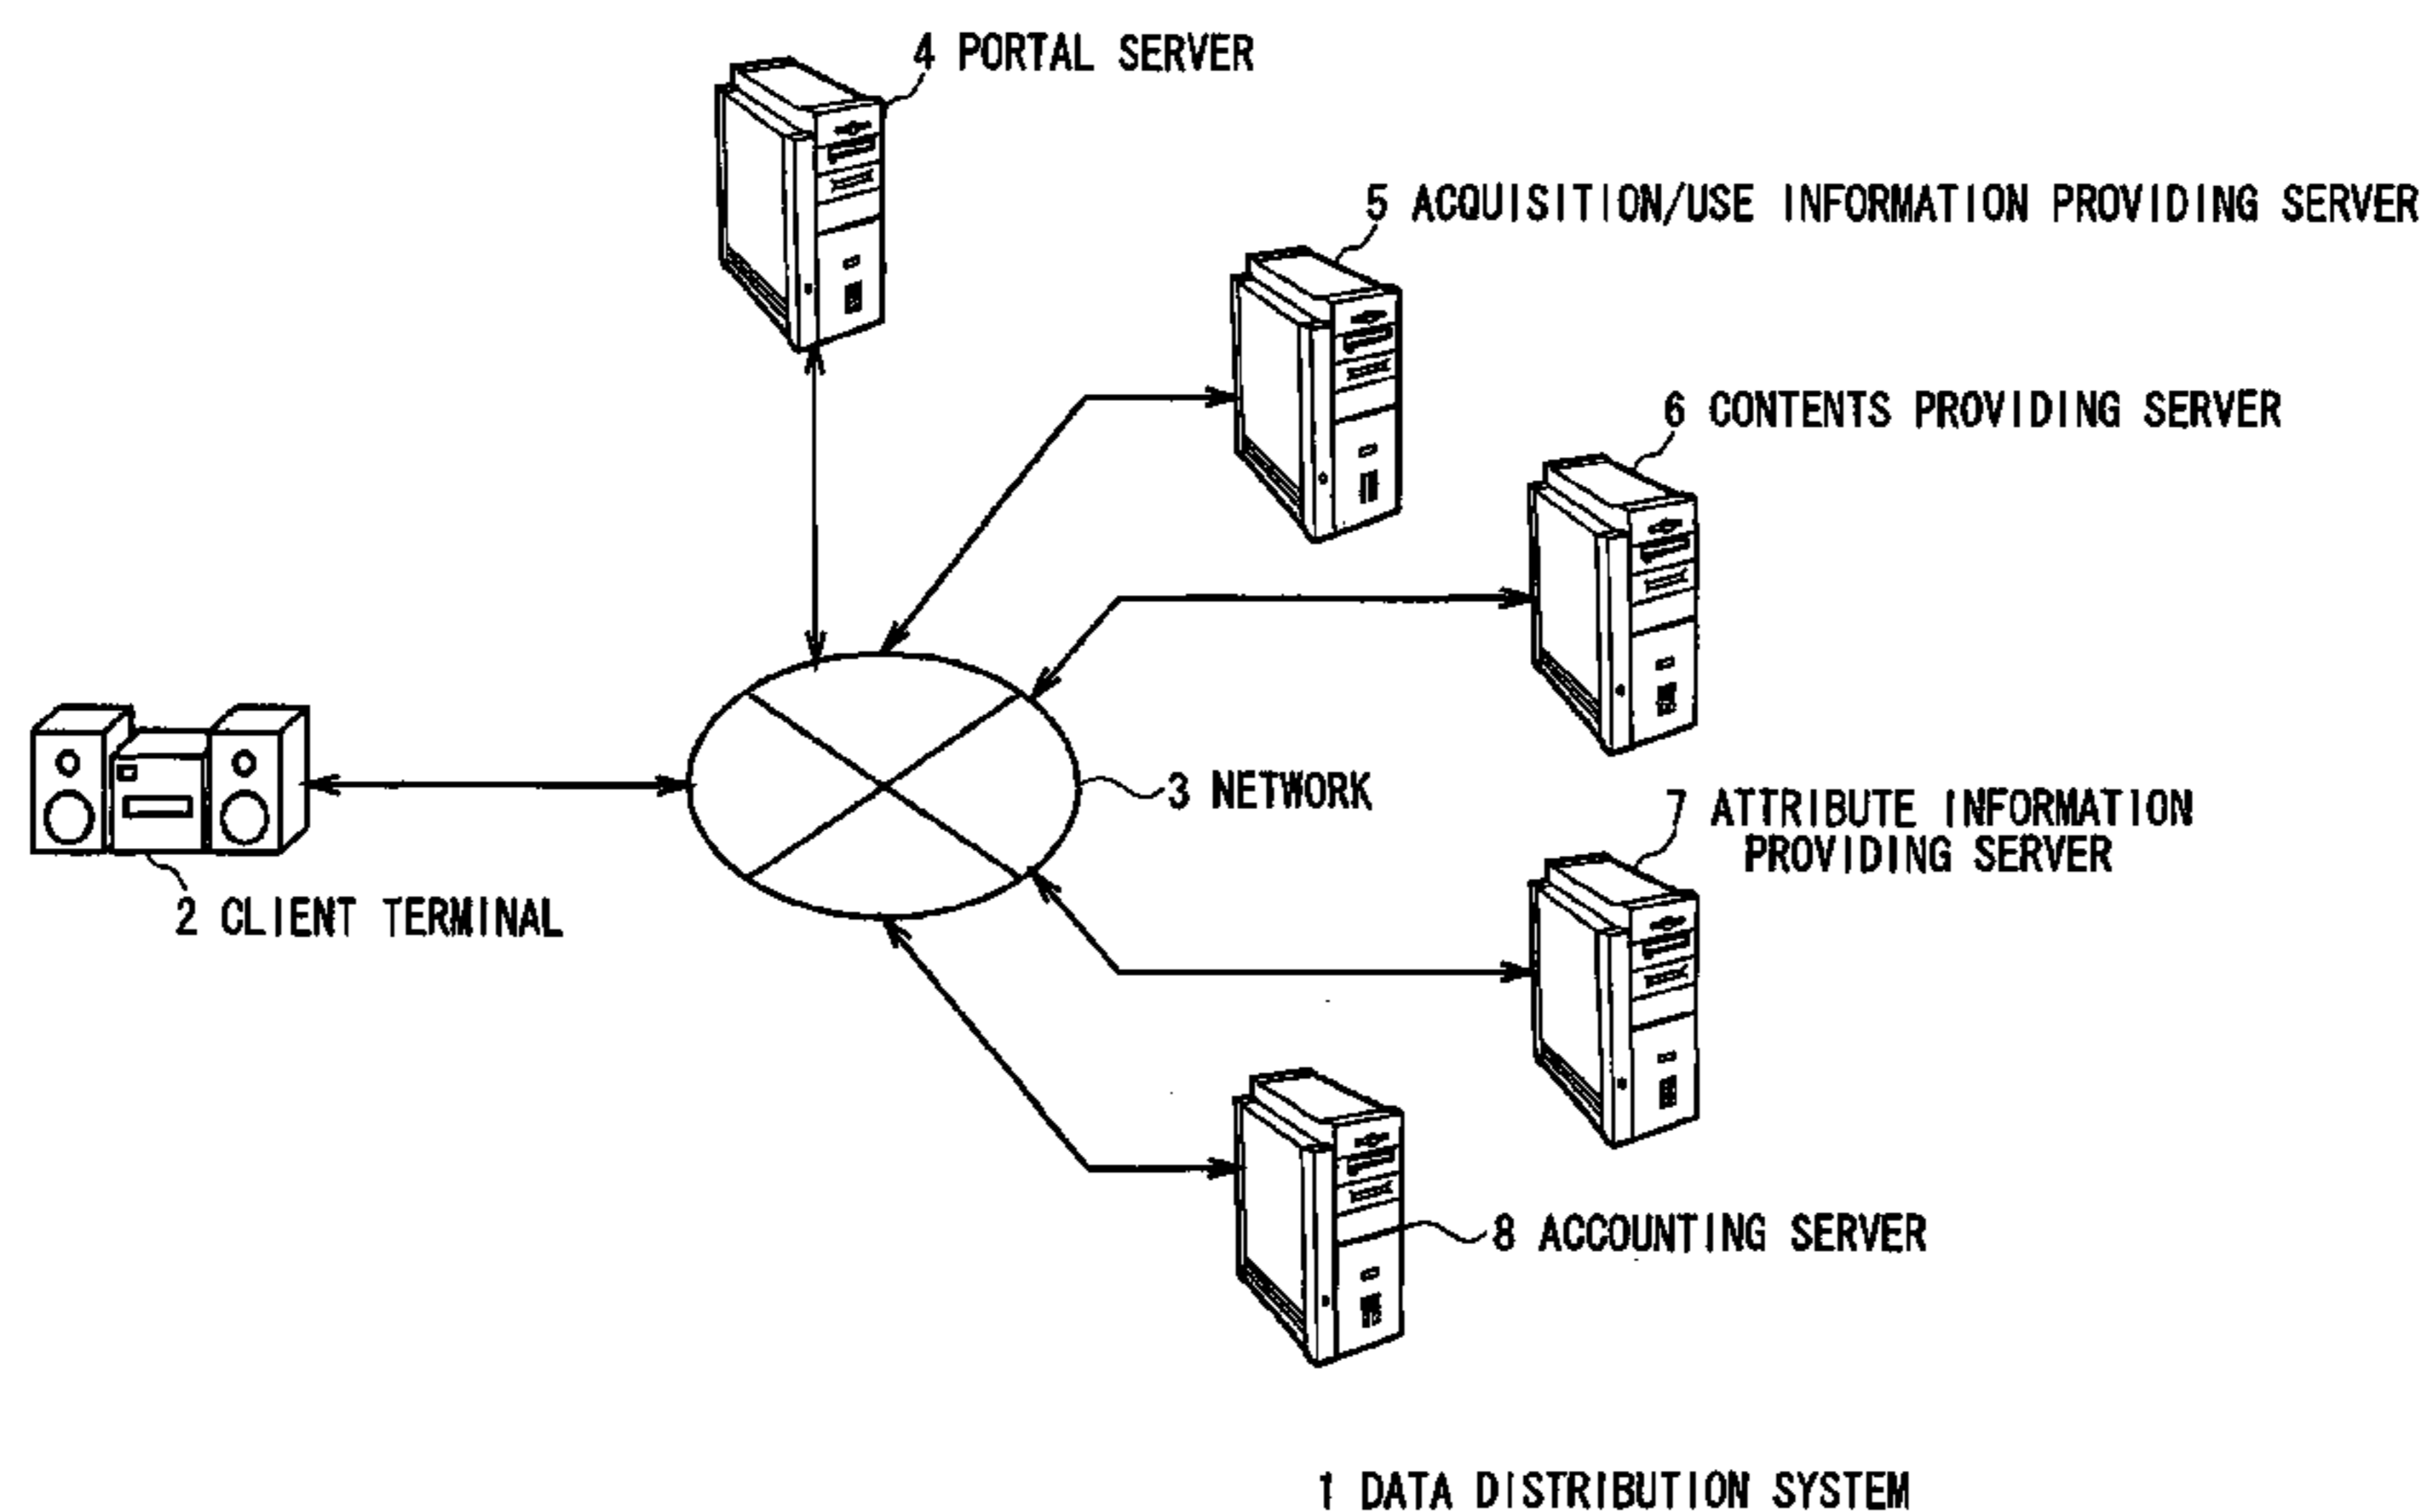 4 PORTAL SERVER
5 ACQUISITION/USE INFORMATION PROVIDING SERVER
6 CONTENTS PROVIDING SERVER
3 NETWORK
7 ATTRIBUTE INFORMATION
PROVIDING SERVER
2 CLIENT TERMINAL
8 ACCOUNTING SERVER
1 DATA DISTRIBUTION SYSTEM